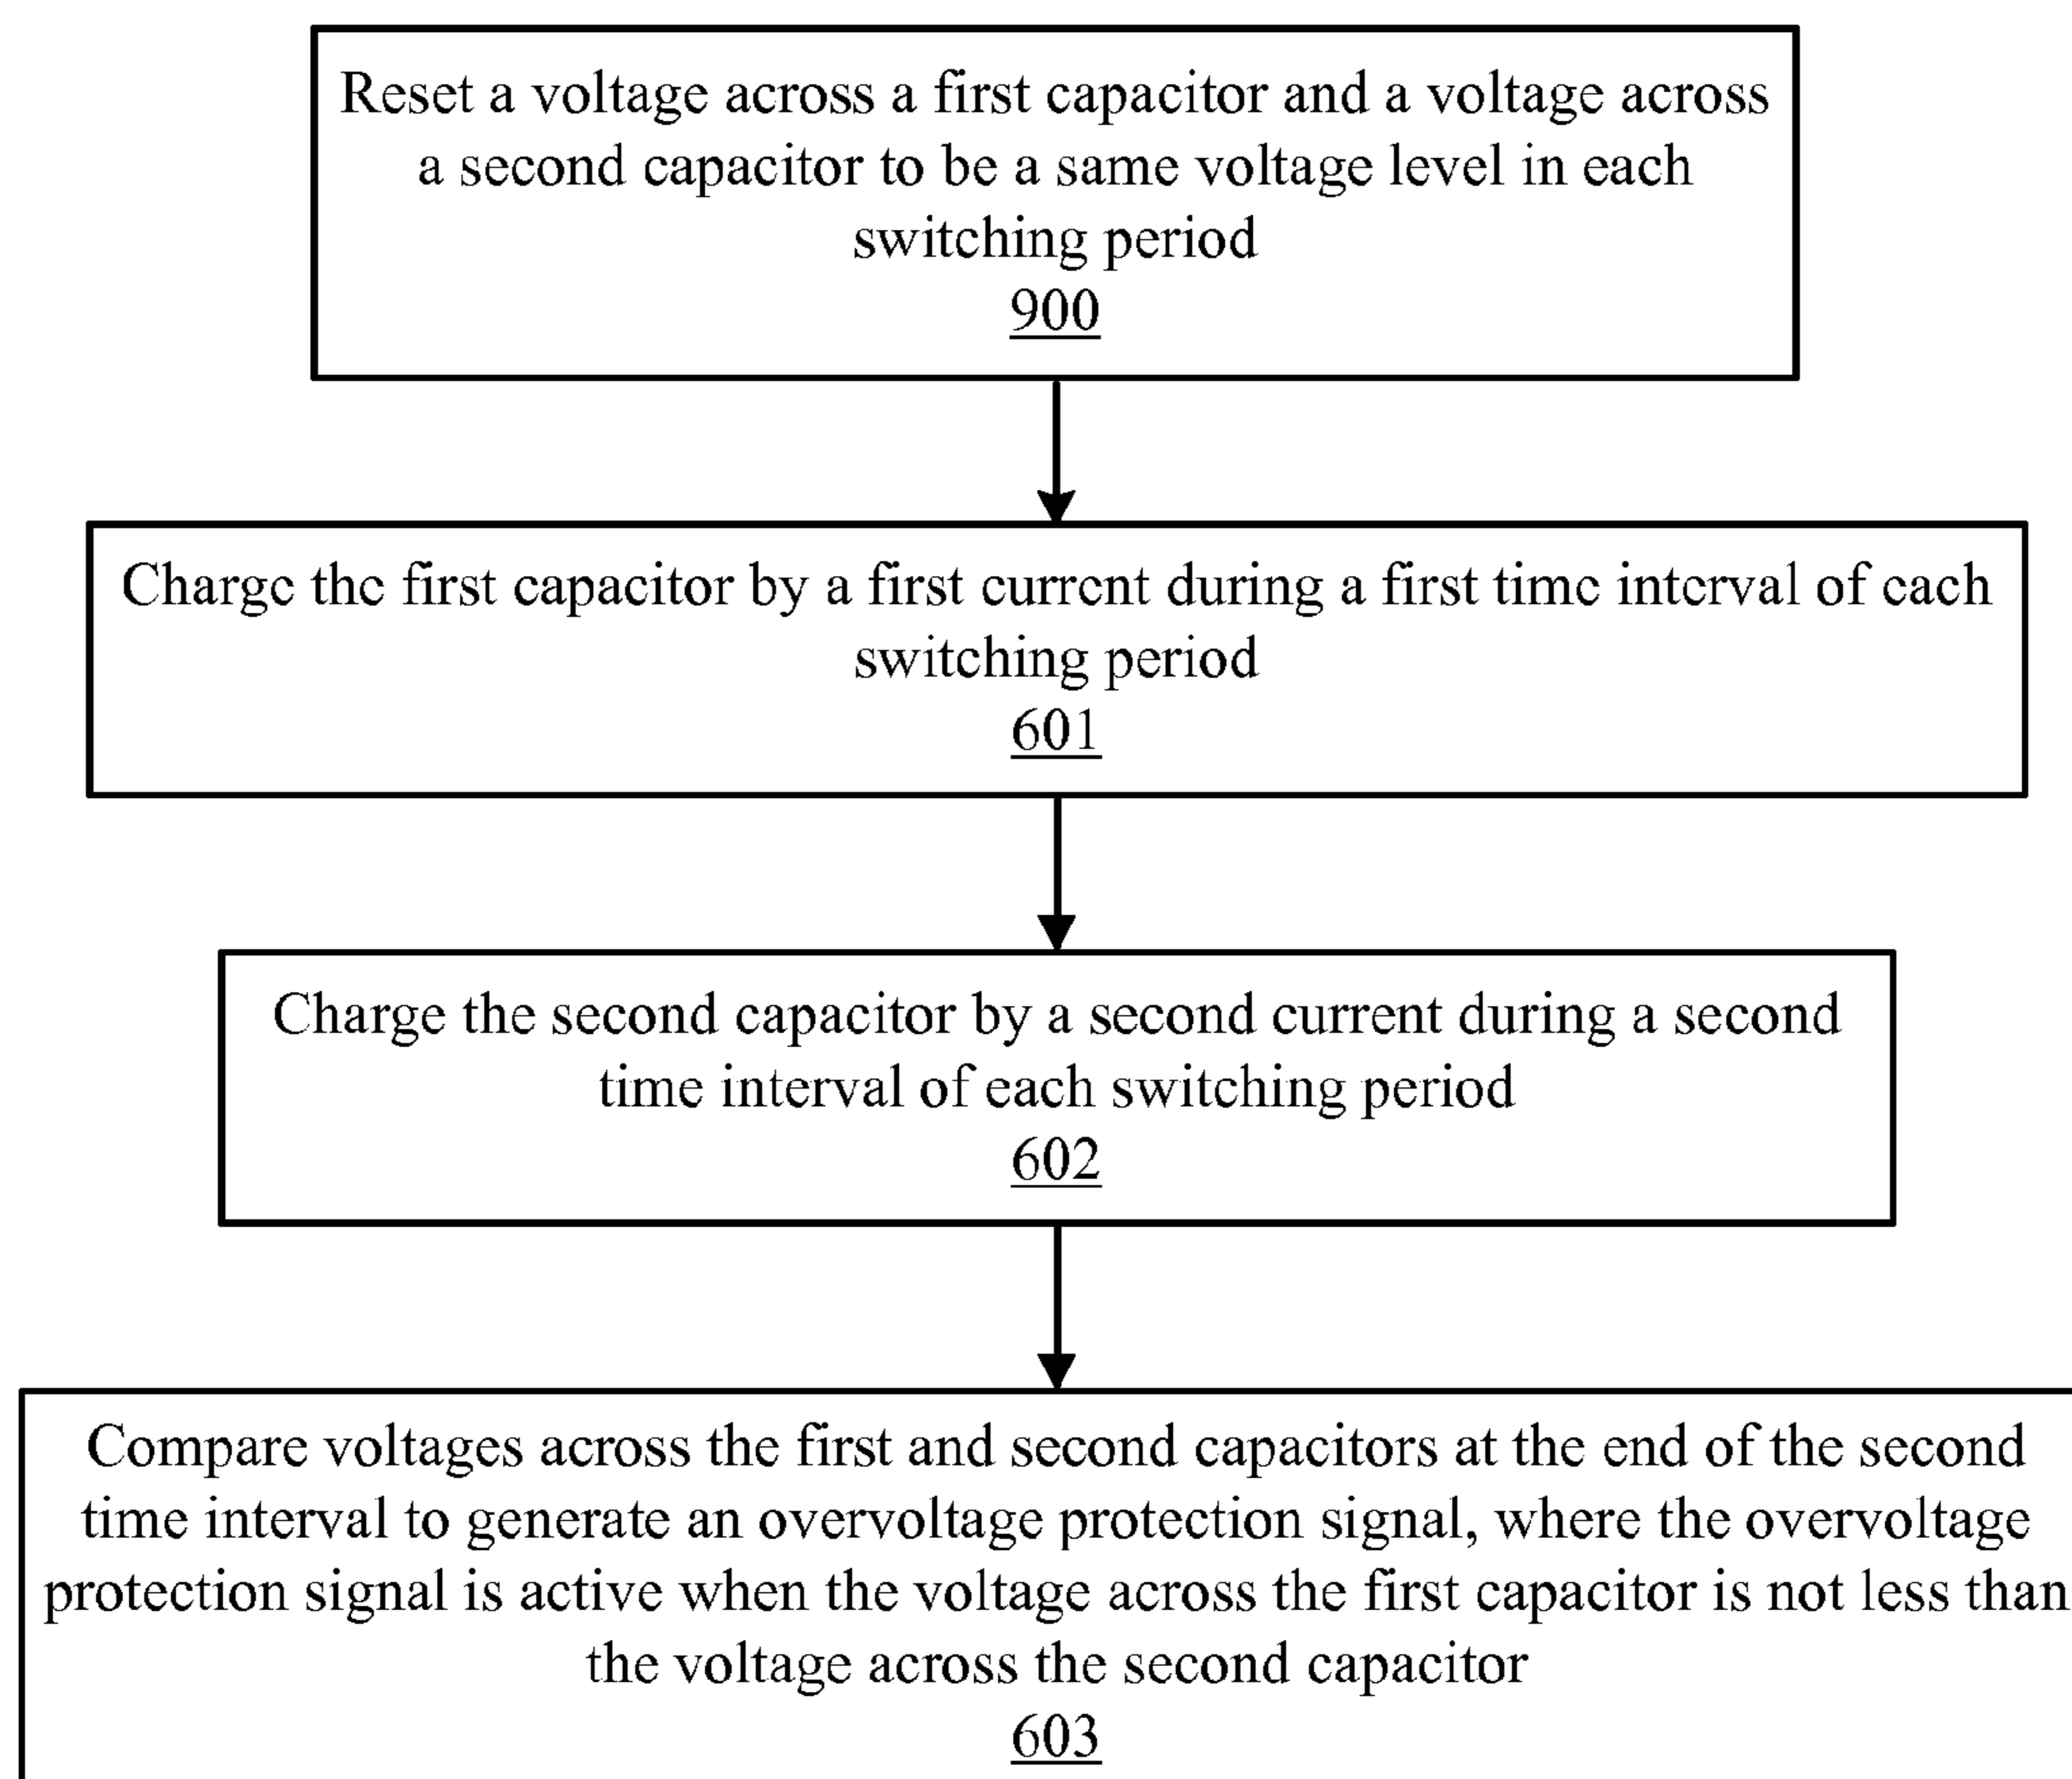 Reset a voltage across a first capacitor and a voltage across
a second capacitor to be a same voltage level in each
switching period
900
Charge the first capacitor by a first current during a first time interval of each
switching period
601
Charge the second capacitor by a second current during a second
time interval of each switching period
602
Compare voltages across the first and second capacitors at the end of the second
time interval to generate an overvoltage protection signal, where the overvoltage
protection signal is active when the voltage across the first capacitor is not less than
the voltage across the second capacitor
603